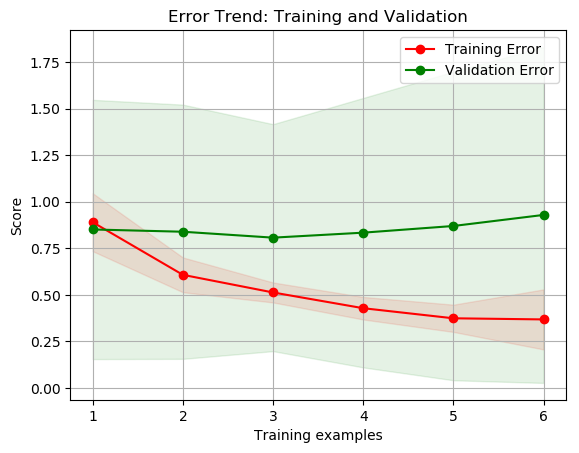 Error Trend: Training and Validation
Training Error
Validation Error
1.75
1.50
1.25
1.00
0.75
0.50
0.25
0.00
Score
1 2 3 4 5 6
Training examples